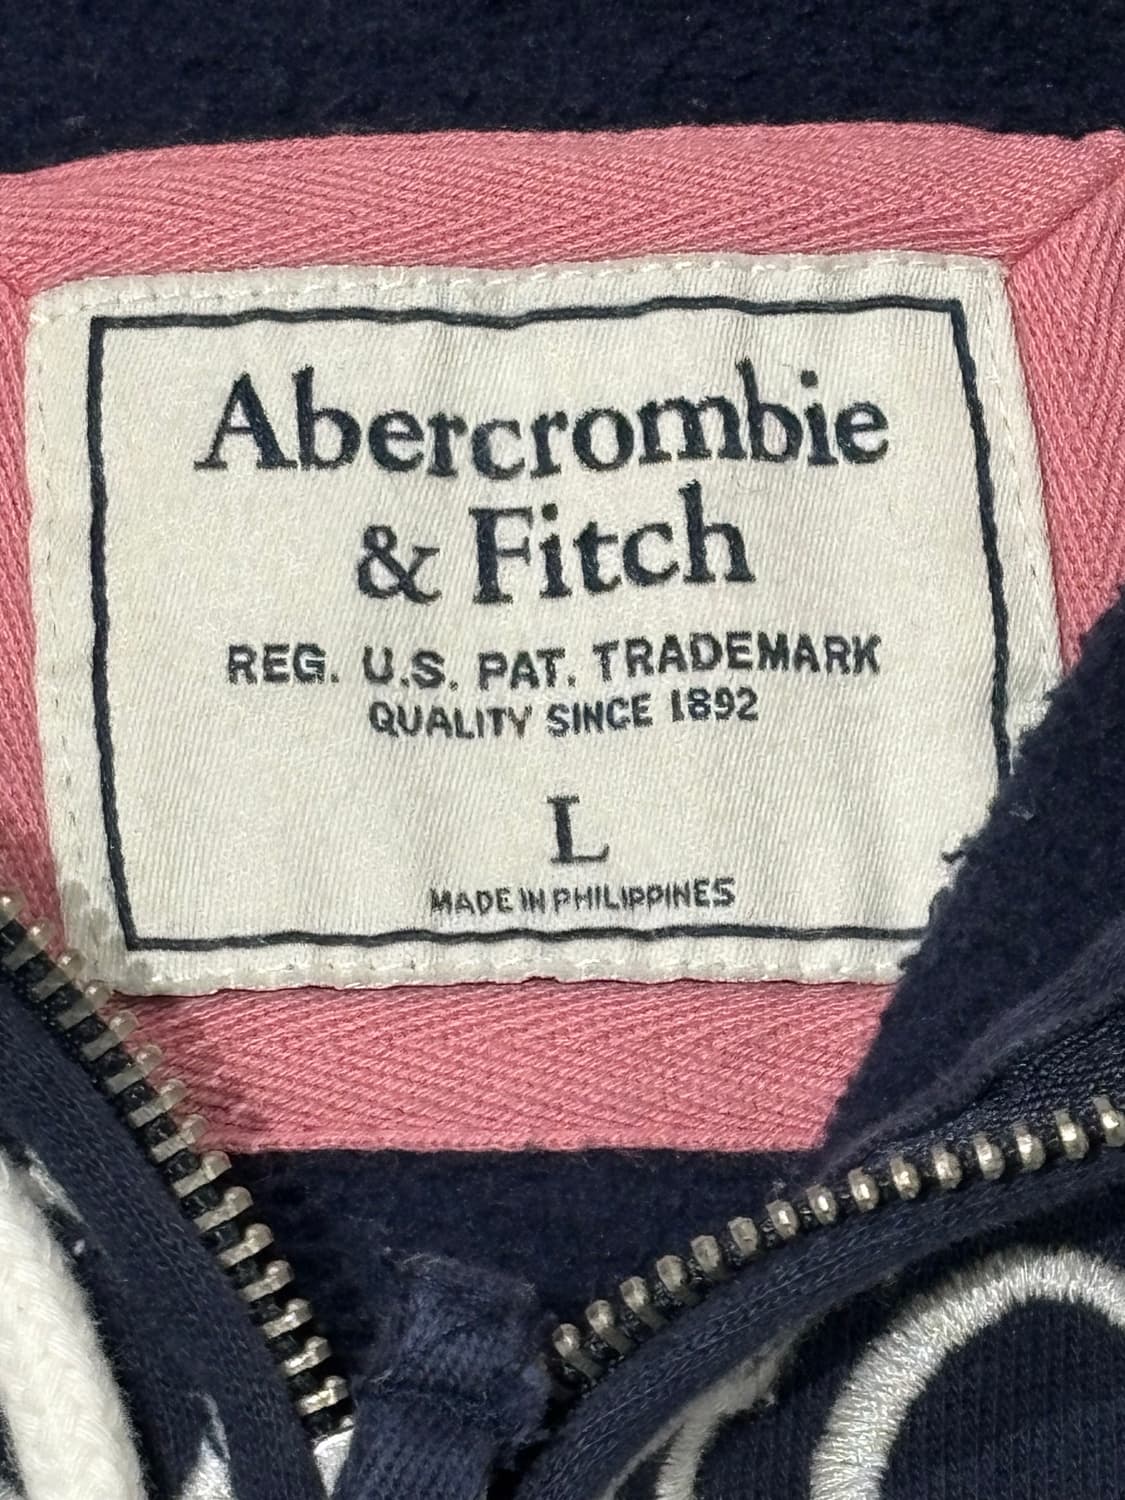 Abercrombie
& Fitch
REG. U.S. PAT. TRADEMARK
QUALITY SINCE 1892
L
MADE IN PHILIPPINES